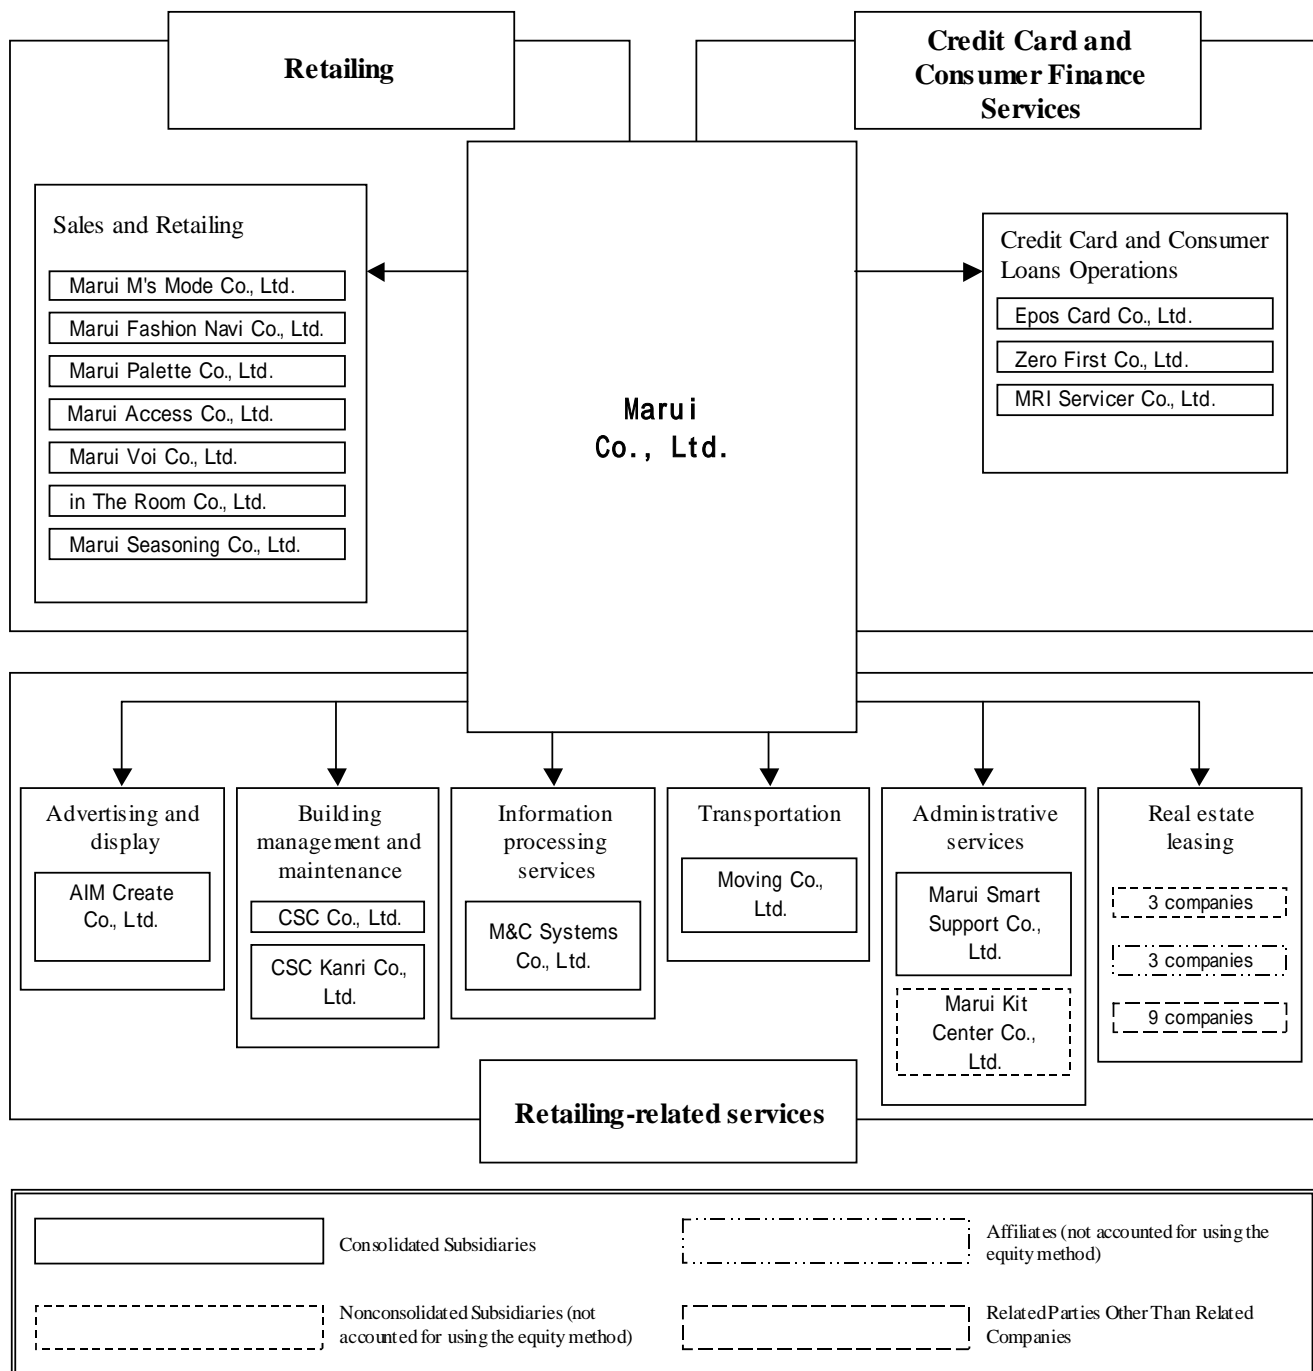 Retailing
Credit Card and
Consumer Finance
Services
Sales and Retailing
Marui M's Mode Co., Ltd.
Marui Fashion Navi Co., Ltd.
Marui Palette Co., Ltd.
Marui Access Co., Ltd.
Marui Voi Co., Ltd.
in The Room Co., Ltd.
Marui Seasoning Co., Ltd.
Marui
Co., Ltd.
Credit Card and Consumer
Loans Operations
Epos Card Co., Ltd.
Zero First Co., Ltd.
MRI Servicer Co., Ltd.
Advertising and
display
AIM Create
Co., Ltd.
Building
management and
maintenance
CSC Co., Ltd.
CSC Kanri Co.,
Ltd.
Information
processing
services
M&C Systems
Co., Ltd.
Transportation
Moving Co.,
Ltd.
Administrative
services
Marui Smart
Support Co.,
Ltd.
Marui Kit
Center Co.,
Ltd.
Real estate
leasing
3 companies
3 companies
9 companies
Retailing-related services
Consolidated Subsidiaries
Affiliates (not accounted for using the
equity method)
Nonconsolidated Subsidiaries (not
accounted for using the equity method)
Related Parties Other Than Related
Companies